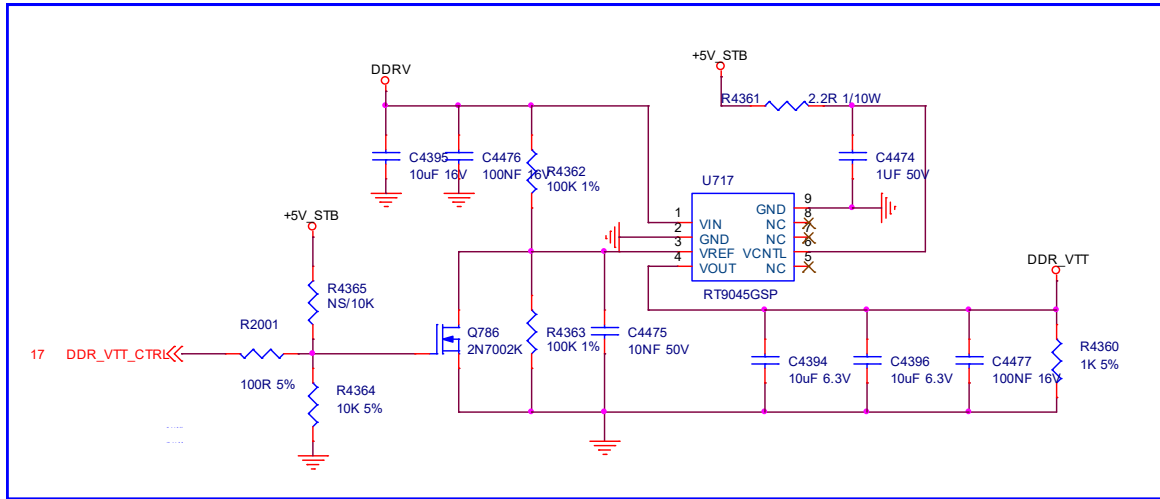 +5V_STB
DDRV
R4361 2.2R 1/10W
C4395
10uF 16V
C4476
100NF 16V
R4362
100K 1%
C4474
1UF 50V
U717
1 VIN
2 GND
3 VREF
4 VOUT
GND 9
NC 8
NC 7
VCNTL 6
NC 5
RT9045GSP
+5V_STB
DDR_VTT
R4365
NS/10K
R2001
100R 5%
17 DDR_VTT_CTRL
Q786
2N7002K
R4363
100K 1%
C4475
10NF 50V
R4364
10K 5%
C4394
10uF 6.3V
C4396
10uF 6.3V
C4477
100NF 16V
R4360
1K 5%